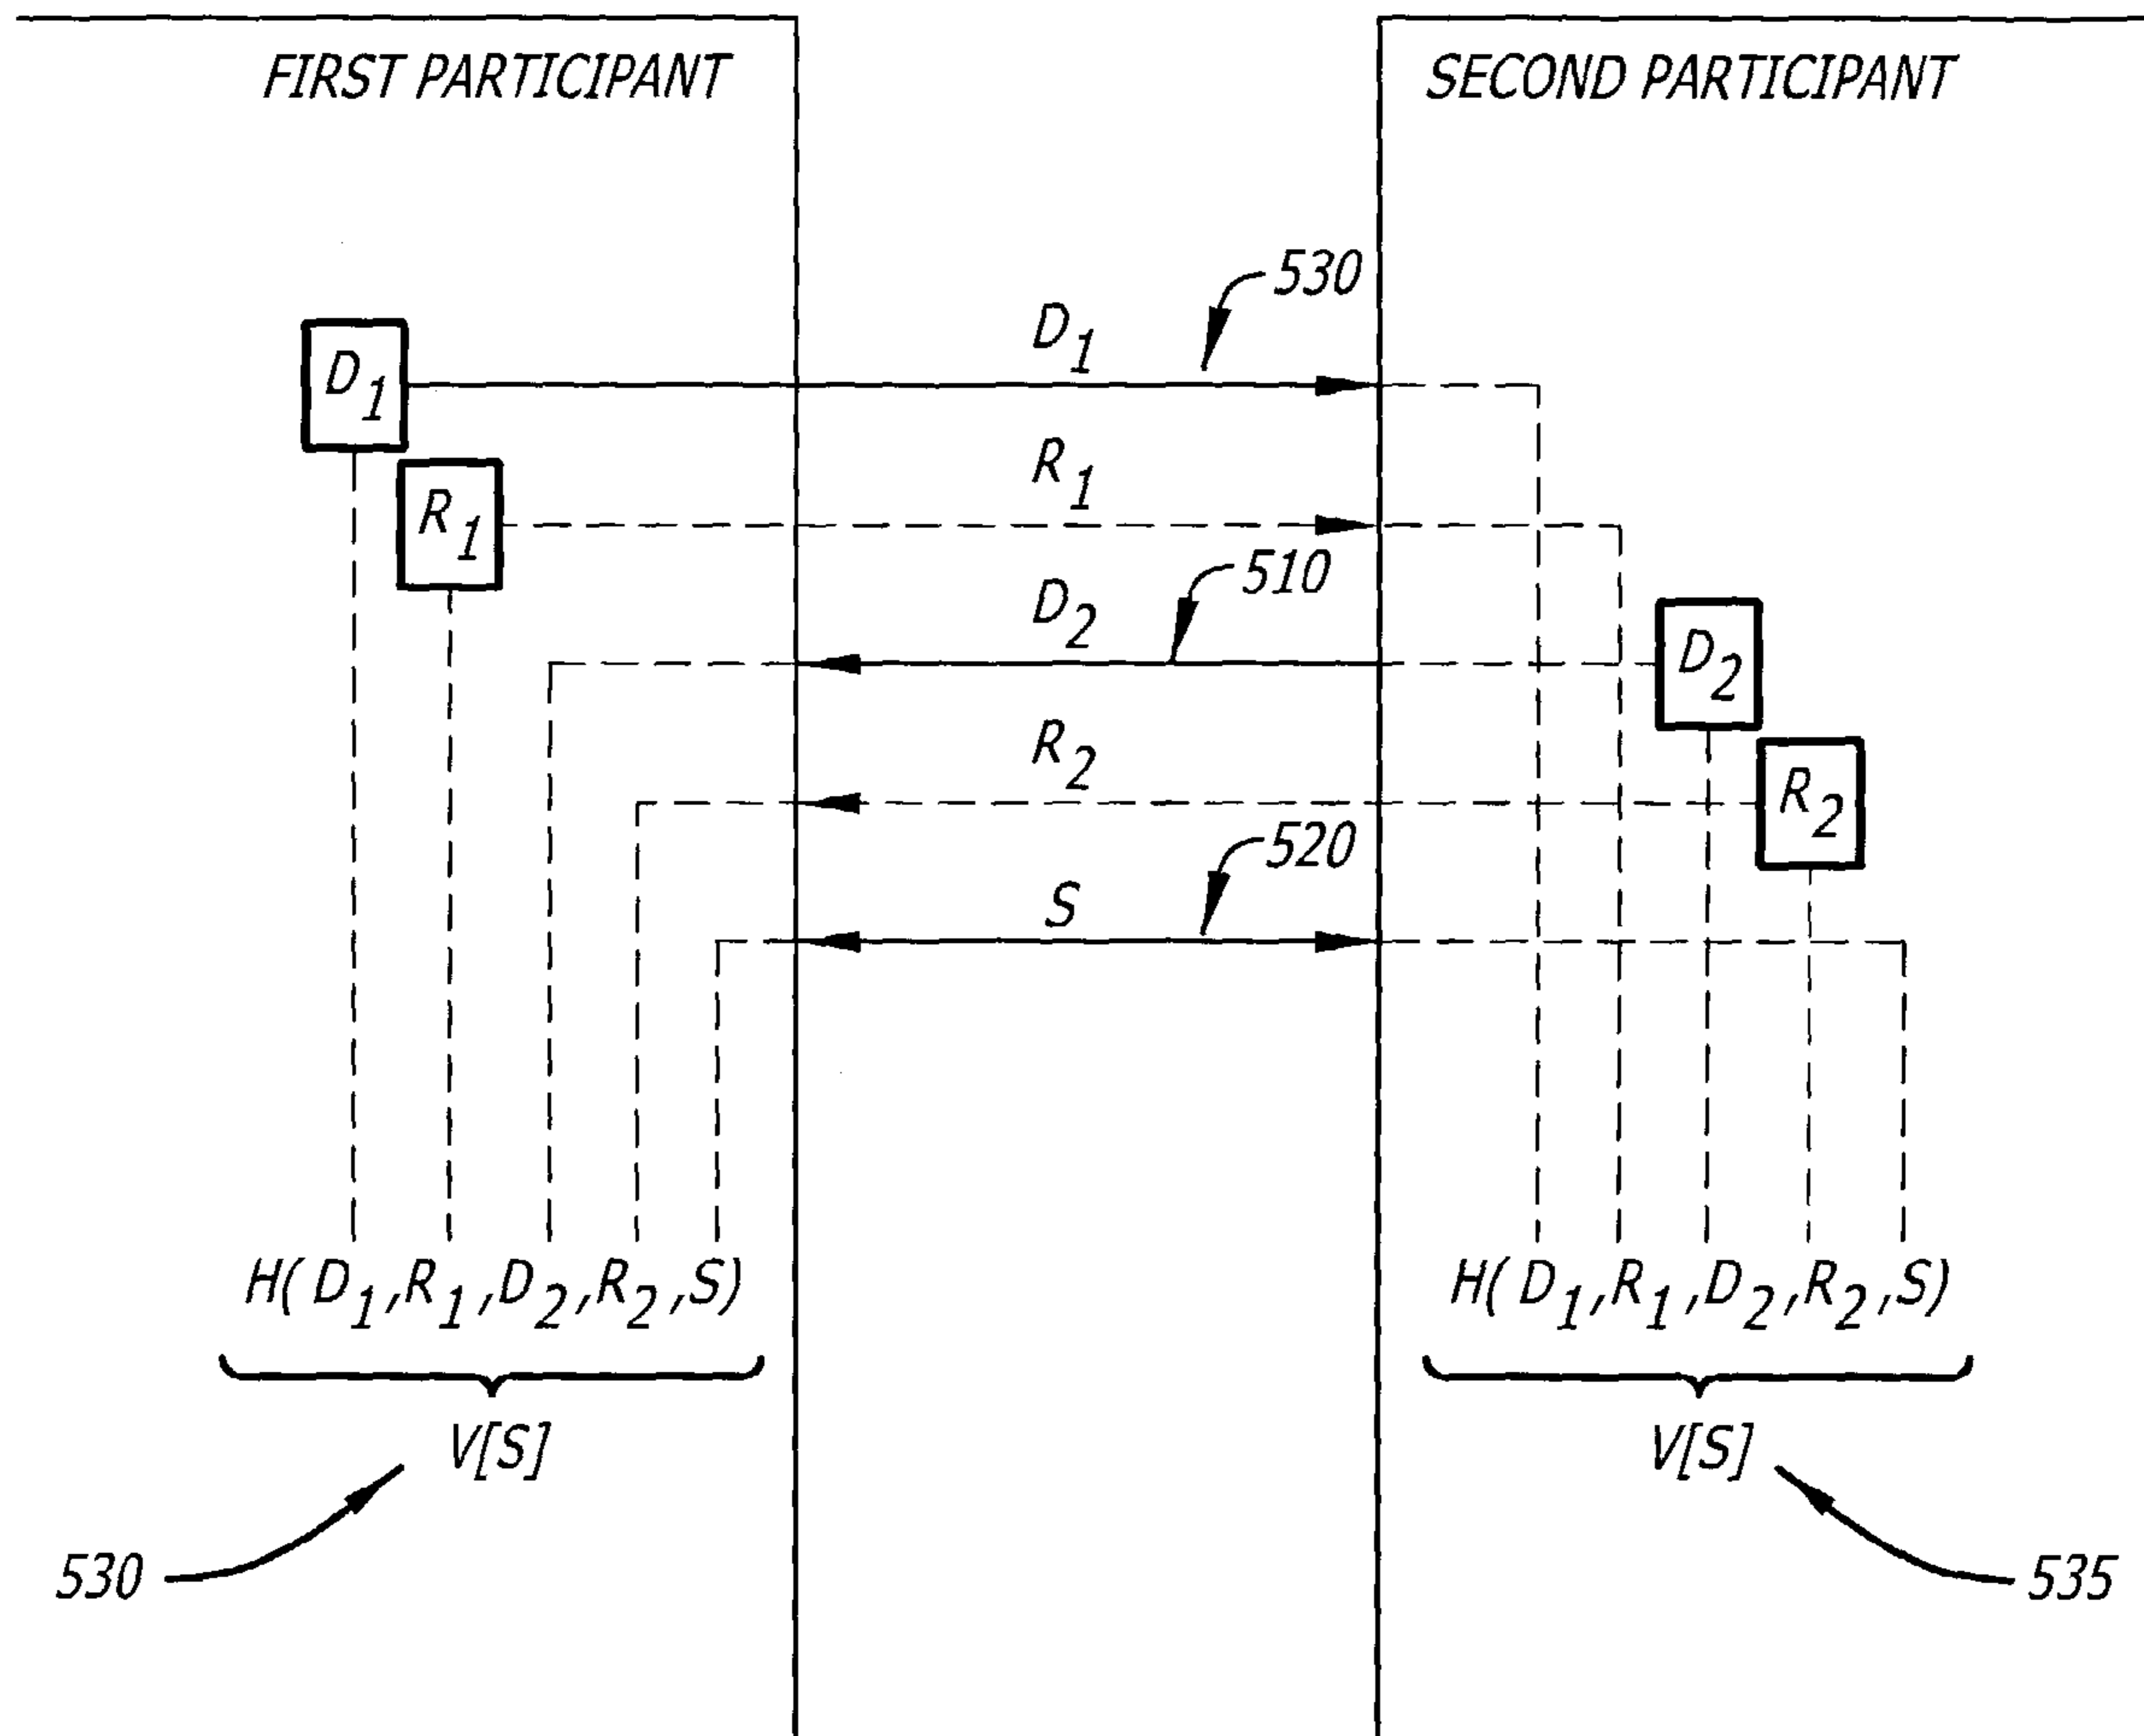 FIRST PARTICIPANT
SECOND PARTICIPANT
530
D1
D1
R1
R1
510
D2
D2
R2
R2
520
S
H( D1,R1,D2,R2,S)
H( D1,R1,D2,R2,S)
V[S]
V[S]
530
535